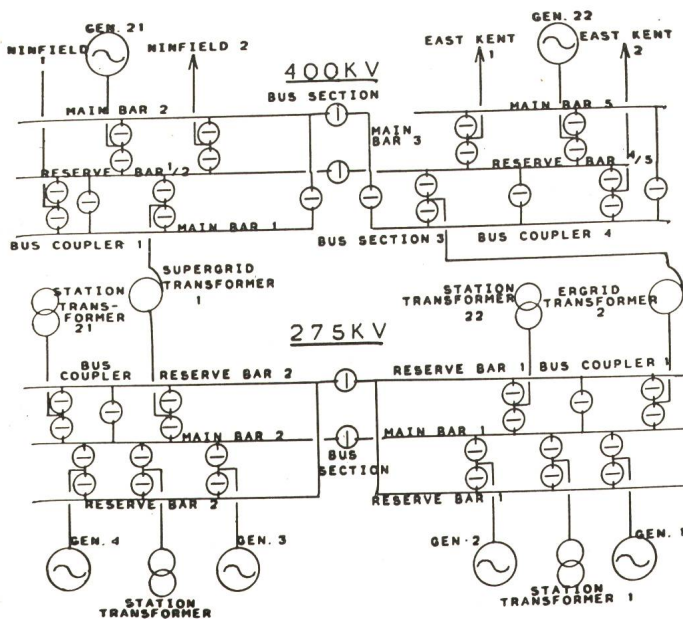 GEN. 21
NINFIELD
1
NINFIELD 2
EAST KENT
1
GEN. 22
EAST KENT
2
400KV
BUS SECTION
MAIN BAR 2
MAIN
BAR 3
MAIN BAR 5
RESERVE BAR 1/2
RESERVE BAR 4/5
BUS COUPLER 1
MAIN BAR 1
BUS SECTION 3
BUS COUPLER 4
STATION
TRANS-
FORMER
21
SUPERGRID
TRANSFORMER
1
STATION
TRANSFORMER
22
ERGRID
TRANSFORMER
2
275KV
BUS
COUPLER
RESERVE BAR 2
RESERVE BAR 1
BUS COUPLER 1
MAIN BAR 2
BUS
SECTION
MAIN BAR 1
RESERVE BAR 2
RESERVE BAR 1
GEN. 4
GEN. 3
GEN. 2
GEN. 1
STATION
TRANSFORMER
STATION
TRANSFORMER 1